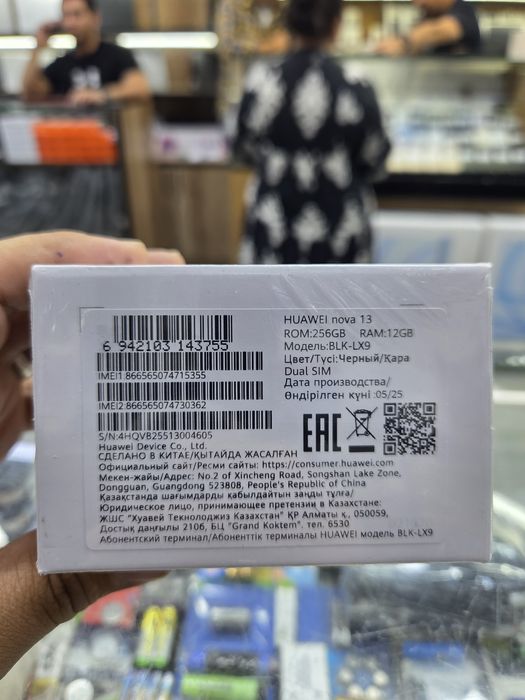 HUAWEI nova 13
ROM:256GB RAM:12GB
Модель:BLK-LX9
Цвет/Түсі:Черный/Қара
Dual SIM
Дата производства/
Өндірілген күні :05/25
6 942103 143755
IMEI1:866565074715355
IMEI2:866565074730362
S/N:4HQVB25513004605
EAC
Huawei Device Co., Ltd.
СДЕЛАНО В КИТАЕ/ҚЫТАЙДА ЖАСАЛҒАН
Официальный сайт/Ресми сайты: https://consumer.huawei.com
Мекен-жайы/Адрес: No.2 of Xincheng Road, Songshan Lake Zone,
Dongguan, Guangdong 523808, People's Republic of China
Қазақстанда шағымдарды қабылдайтын заңды тұлға/
Юридическое лицо, принимающее претензии в Казахстане:
ЖШС "Хуавей Текнолоджиз Казахстан" ҚР Алматы қ., 050059,
Достық даңғылы 210б, БЦ "Grand Koktem". тел. 6530
Абонентский терминал/Абоненттік терминалы HUAWEI модель BLK-LX9